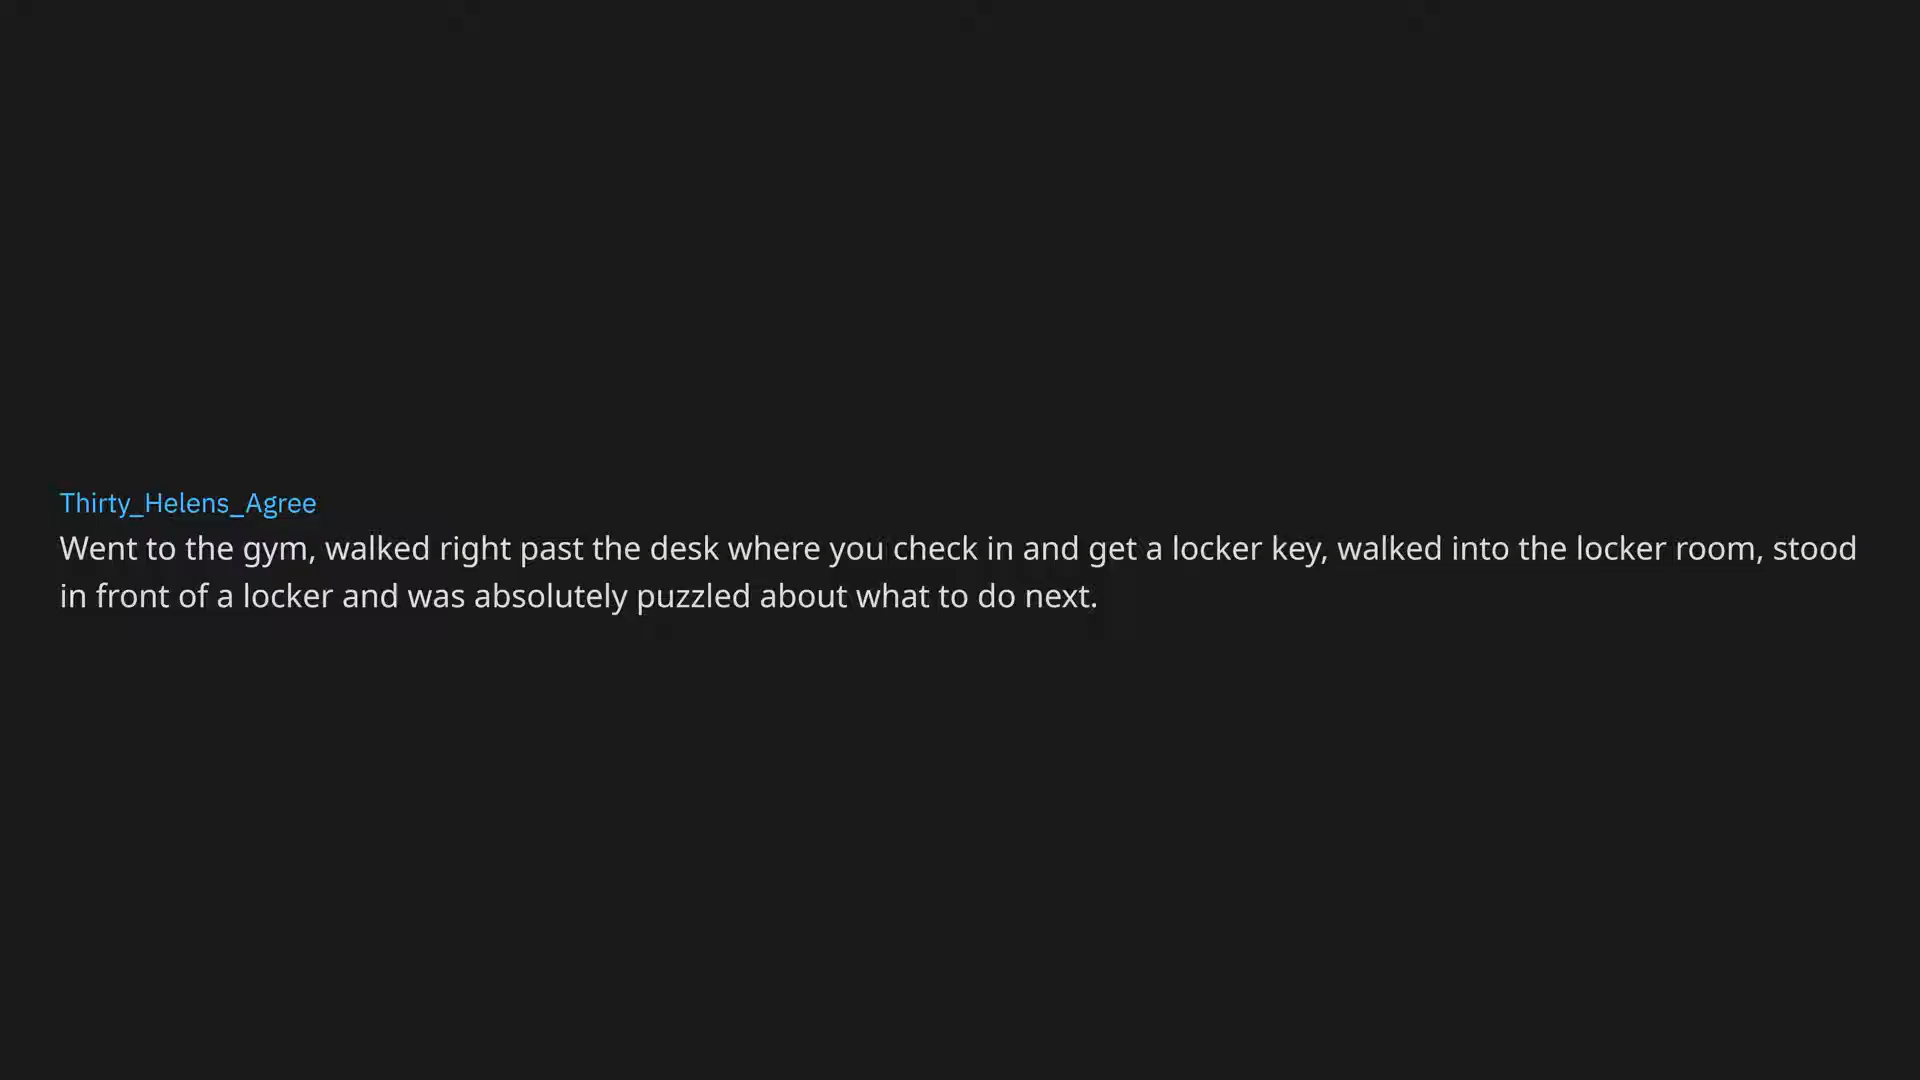 Thirty_Helens_Agree
Went to the gym, walked right past the desk where you check in and get a locker key, walked into the locker room, stood
in front of a locker and was absolutely puzzled about what to do next.